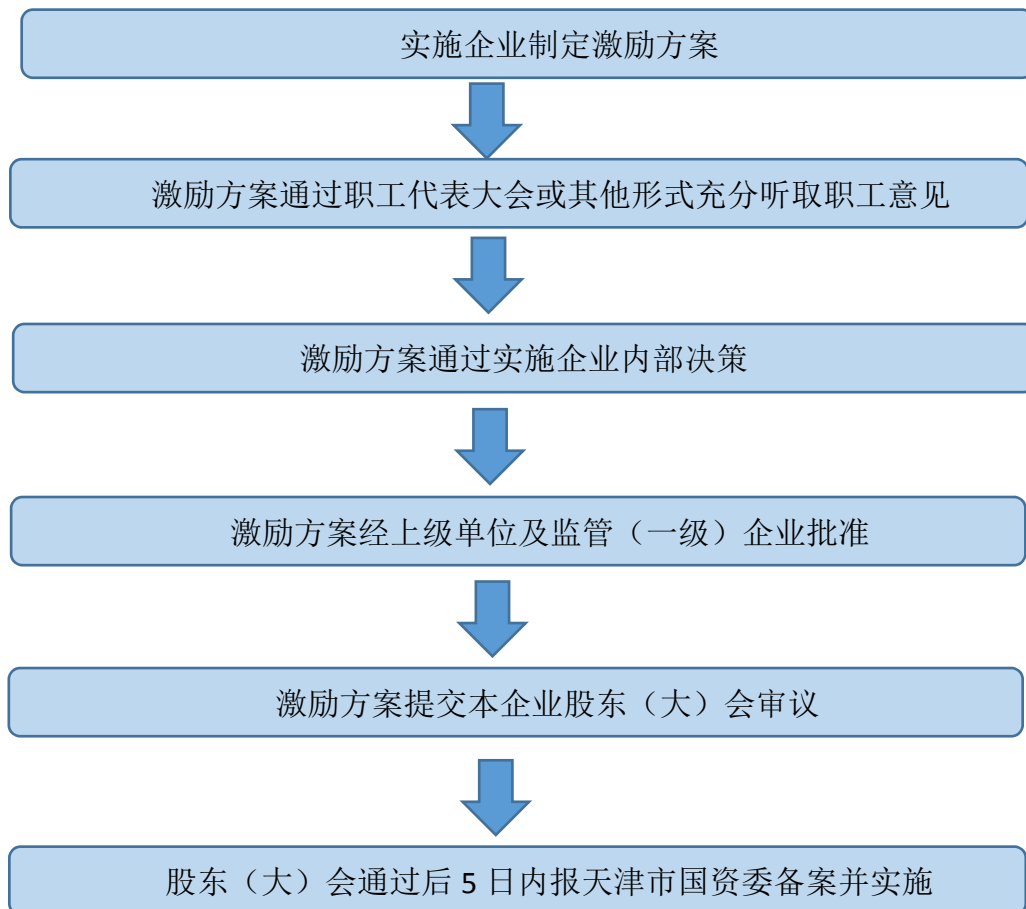 实施企业制定激励方案
激励方案通过职工代表大会或其他形式充分听取职工意见
激励方案通过实施企业内部决策
激励方案经上级单位及监管（一级）企业批准
激励方案提交本企业股东（大）会审议
股东（大）会通过后 5 日内报天津市国资委备案并实施